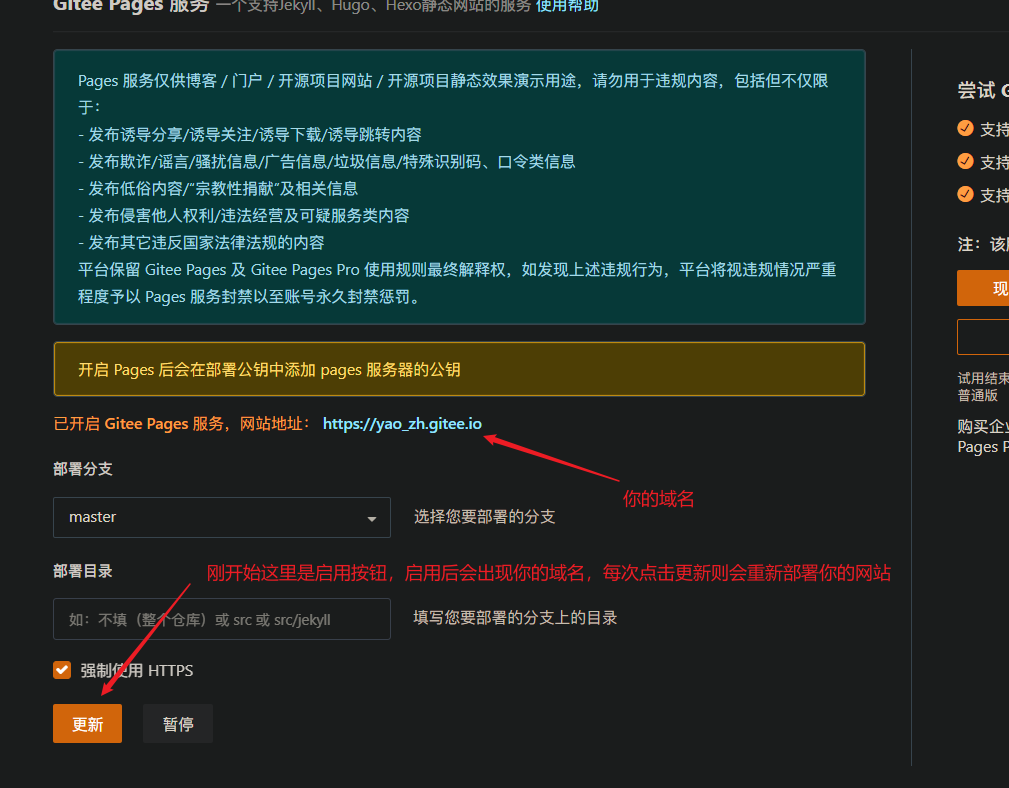 Gitee Pages 服务 一个支持Jekyll、Hugo、Hexo静态网站的服务 使用帮助
Pages 服务仅供博客 / 门户 / 开源项目网站 / 开源项目静态效果演示用途，请勿用于违规内容，包括但不仅限
于：
- 发布诱导分享/诱导关注/诱导下载/诱导跳转内容
- 发布欺诈/谣言/骚扰信息/广告信息/垃圾信息/特殊识别码、口令类信息
- 发布低俗内容/“宗教性捐献”及相关信息
- 发布侵害他人权利/违法经营及可疑服务类内容
- 发布其它违反国家法律法规的内容
平台保留 Gitee Pages 及 Gitee Pages Pro 使用规则最终解释权，如发现上述违规行为，平台将视违规情况严重
程度予以 Pages 服务封禁以至账号永久封禁惩罚。
开启 Pages 后会在部署公钥中添加 pages 服务器的公钥
已开启 Gitee Pages 服务，网站地址： https://yao_zh.gitee.io
你的域名
部署分支
master
选择您要部署的分支
部署目录
刚开始这里是启用按钮，启用后会出现你的域名，每次点击更新则会重新部署你的网站
如：不填（整个仓库）或 src 或 src/jekyll
填写您要部署的分支上的目录
强制使用 HTTPS
更新
暂停
尝试 G
支持
支持
支持
注：该
现
试用结束
普通版
购买企业
Pages P